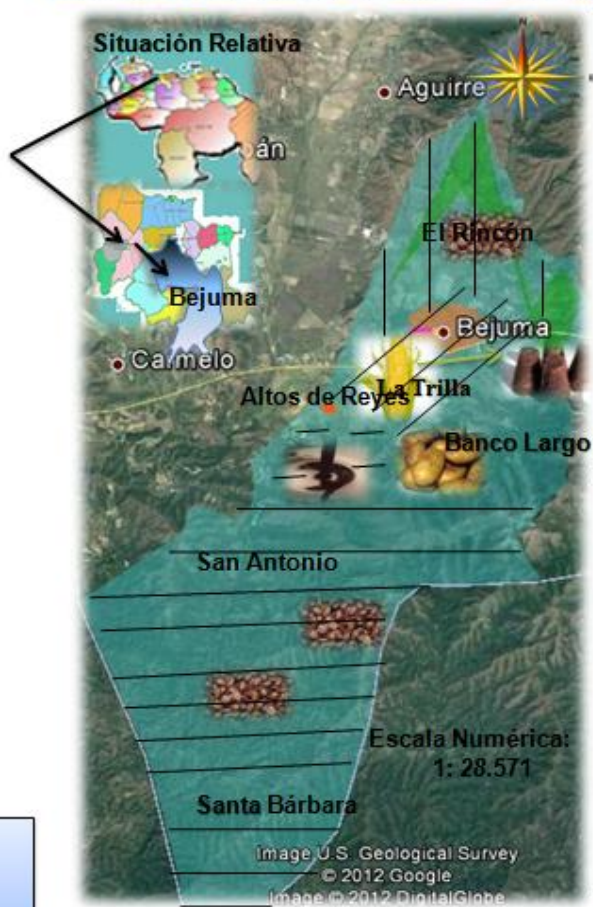 Situación Relativa
N
Aguirre
án
El Rincón
Bejuma
Bejuma
Carmelo
La Trilla
Altos de Reyes
Banco Largo
San Antonio
Escala Numérica:
1: 28.571
Santa Bárbara
Image U.S. Geological Survey
© 2012 Google
Image © 2012 DigitalGlobe